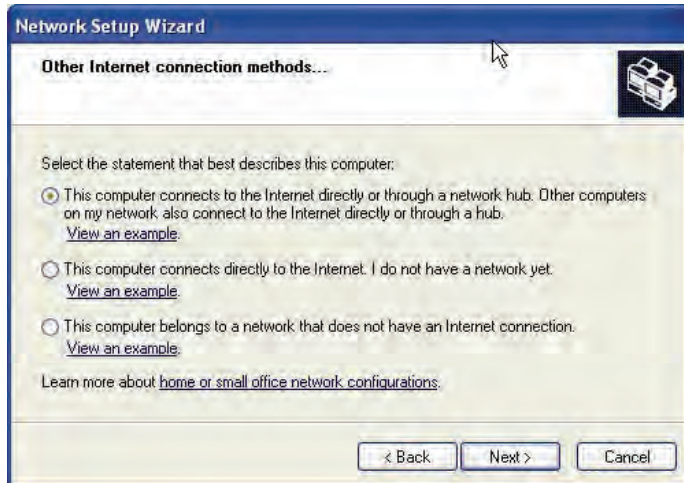 Network Setup Wizard
Other Internet connection methods...
Select the statement that best describes this computer:
This computer connects to the Internet directly or through a network hub. Other computers
on my network also connect to the Internet directly or through a hub.
View an example.
This computer connects directly to the Internet. I do not have a network yet.
View an example.
This computer belongs to a network that does not have an Internet connection.
View an example.
Learn more about home or small office network configurations.
< Back
Next >
Cancel